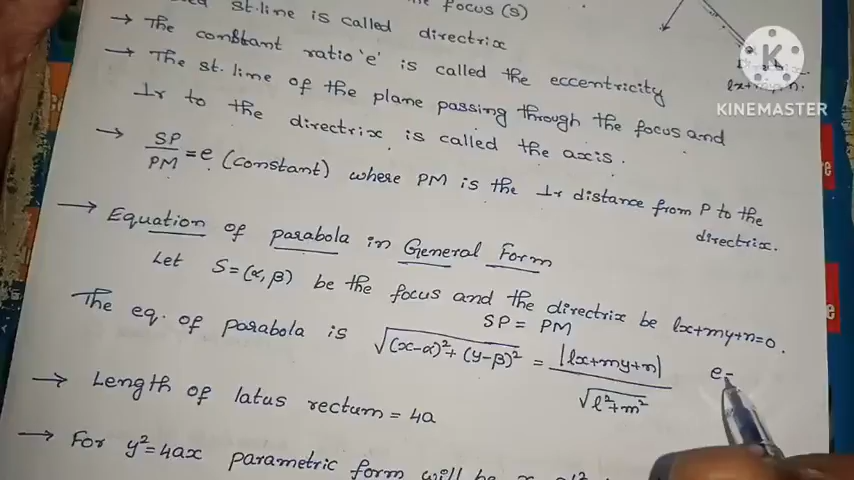 st.line is called directrix
focus (s)
→ The constant ratio 'e' is called the eccentricity
→ The st.line of the plane passing through the focus and
⊥r to the directrix is called the axis.
→ SP/PM = e (constant) where PM is the ⊥r distance from P to the
directrix.
→ Equation of parabola in General Form
Let S=(α,β) be the focus and the directrix be lx+my+n=0.
SP = PM
The eq. of parabola is √(x-α)²+(y-β)² = |lx+my+n| / √l²+m²
e=
→ Length of latus rectum = 4a
→ For y²=4ax parametric form will be
K
KINEMASTER